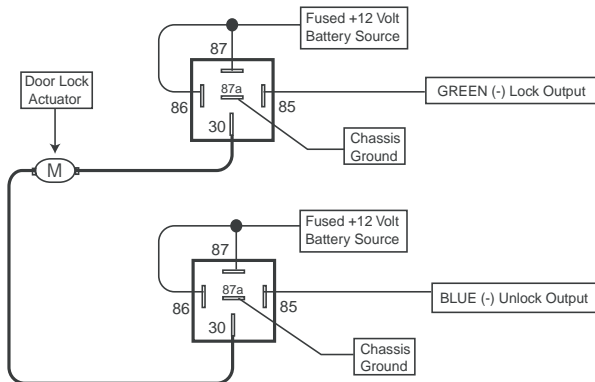 Fused +12 Volt
Battery Source
87
Door Lock
Actuator
87a
86
85
GREEN (-) Lock Output
30
Chassis
Ground
M
Fused +12 Volt
Battery Source
87
87a
86
85
BLUE (-) Unlock Output
30
Chassis
Ground